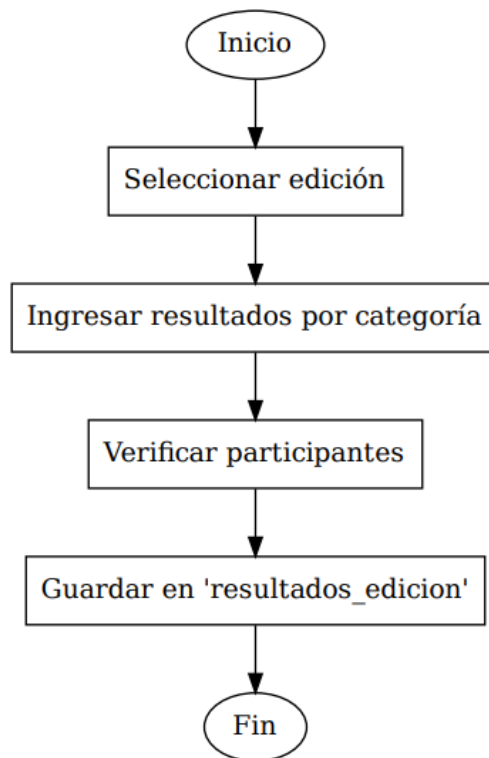 Inicio
Seleccionar edición
Ingresar resultados por categoría
Verificar participantes
Guardar en 'resultados_edicion'
Fin